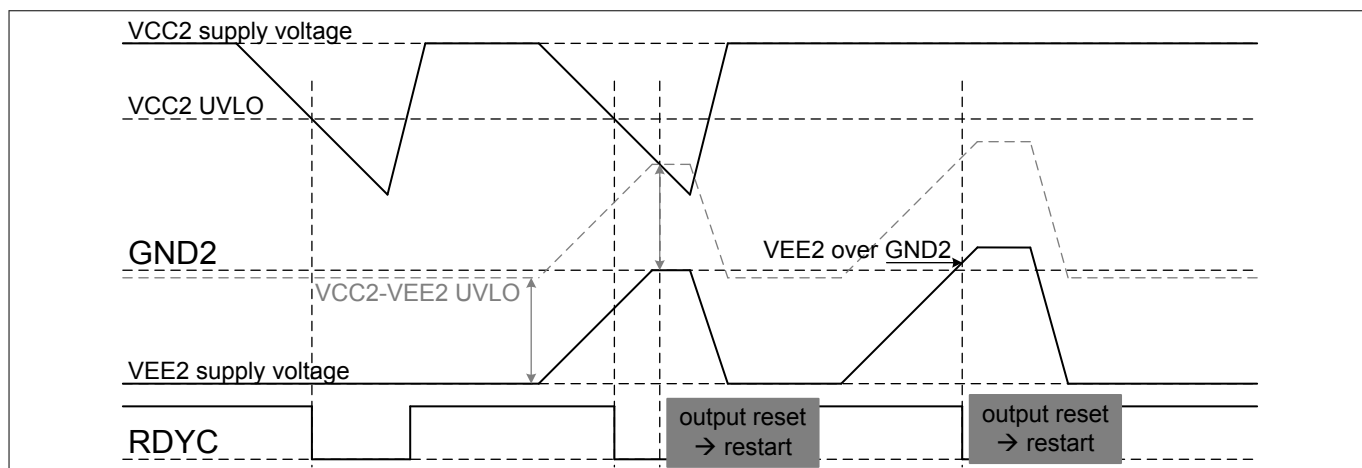 VCC2 supply voltage
VCC2 UVLO
GND2
VEE2 over GND2
VCC2-VEE2 UVLO
VEE2 supply voltage
RDYC
output reset
→ restart
output reset
→ restart